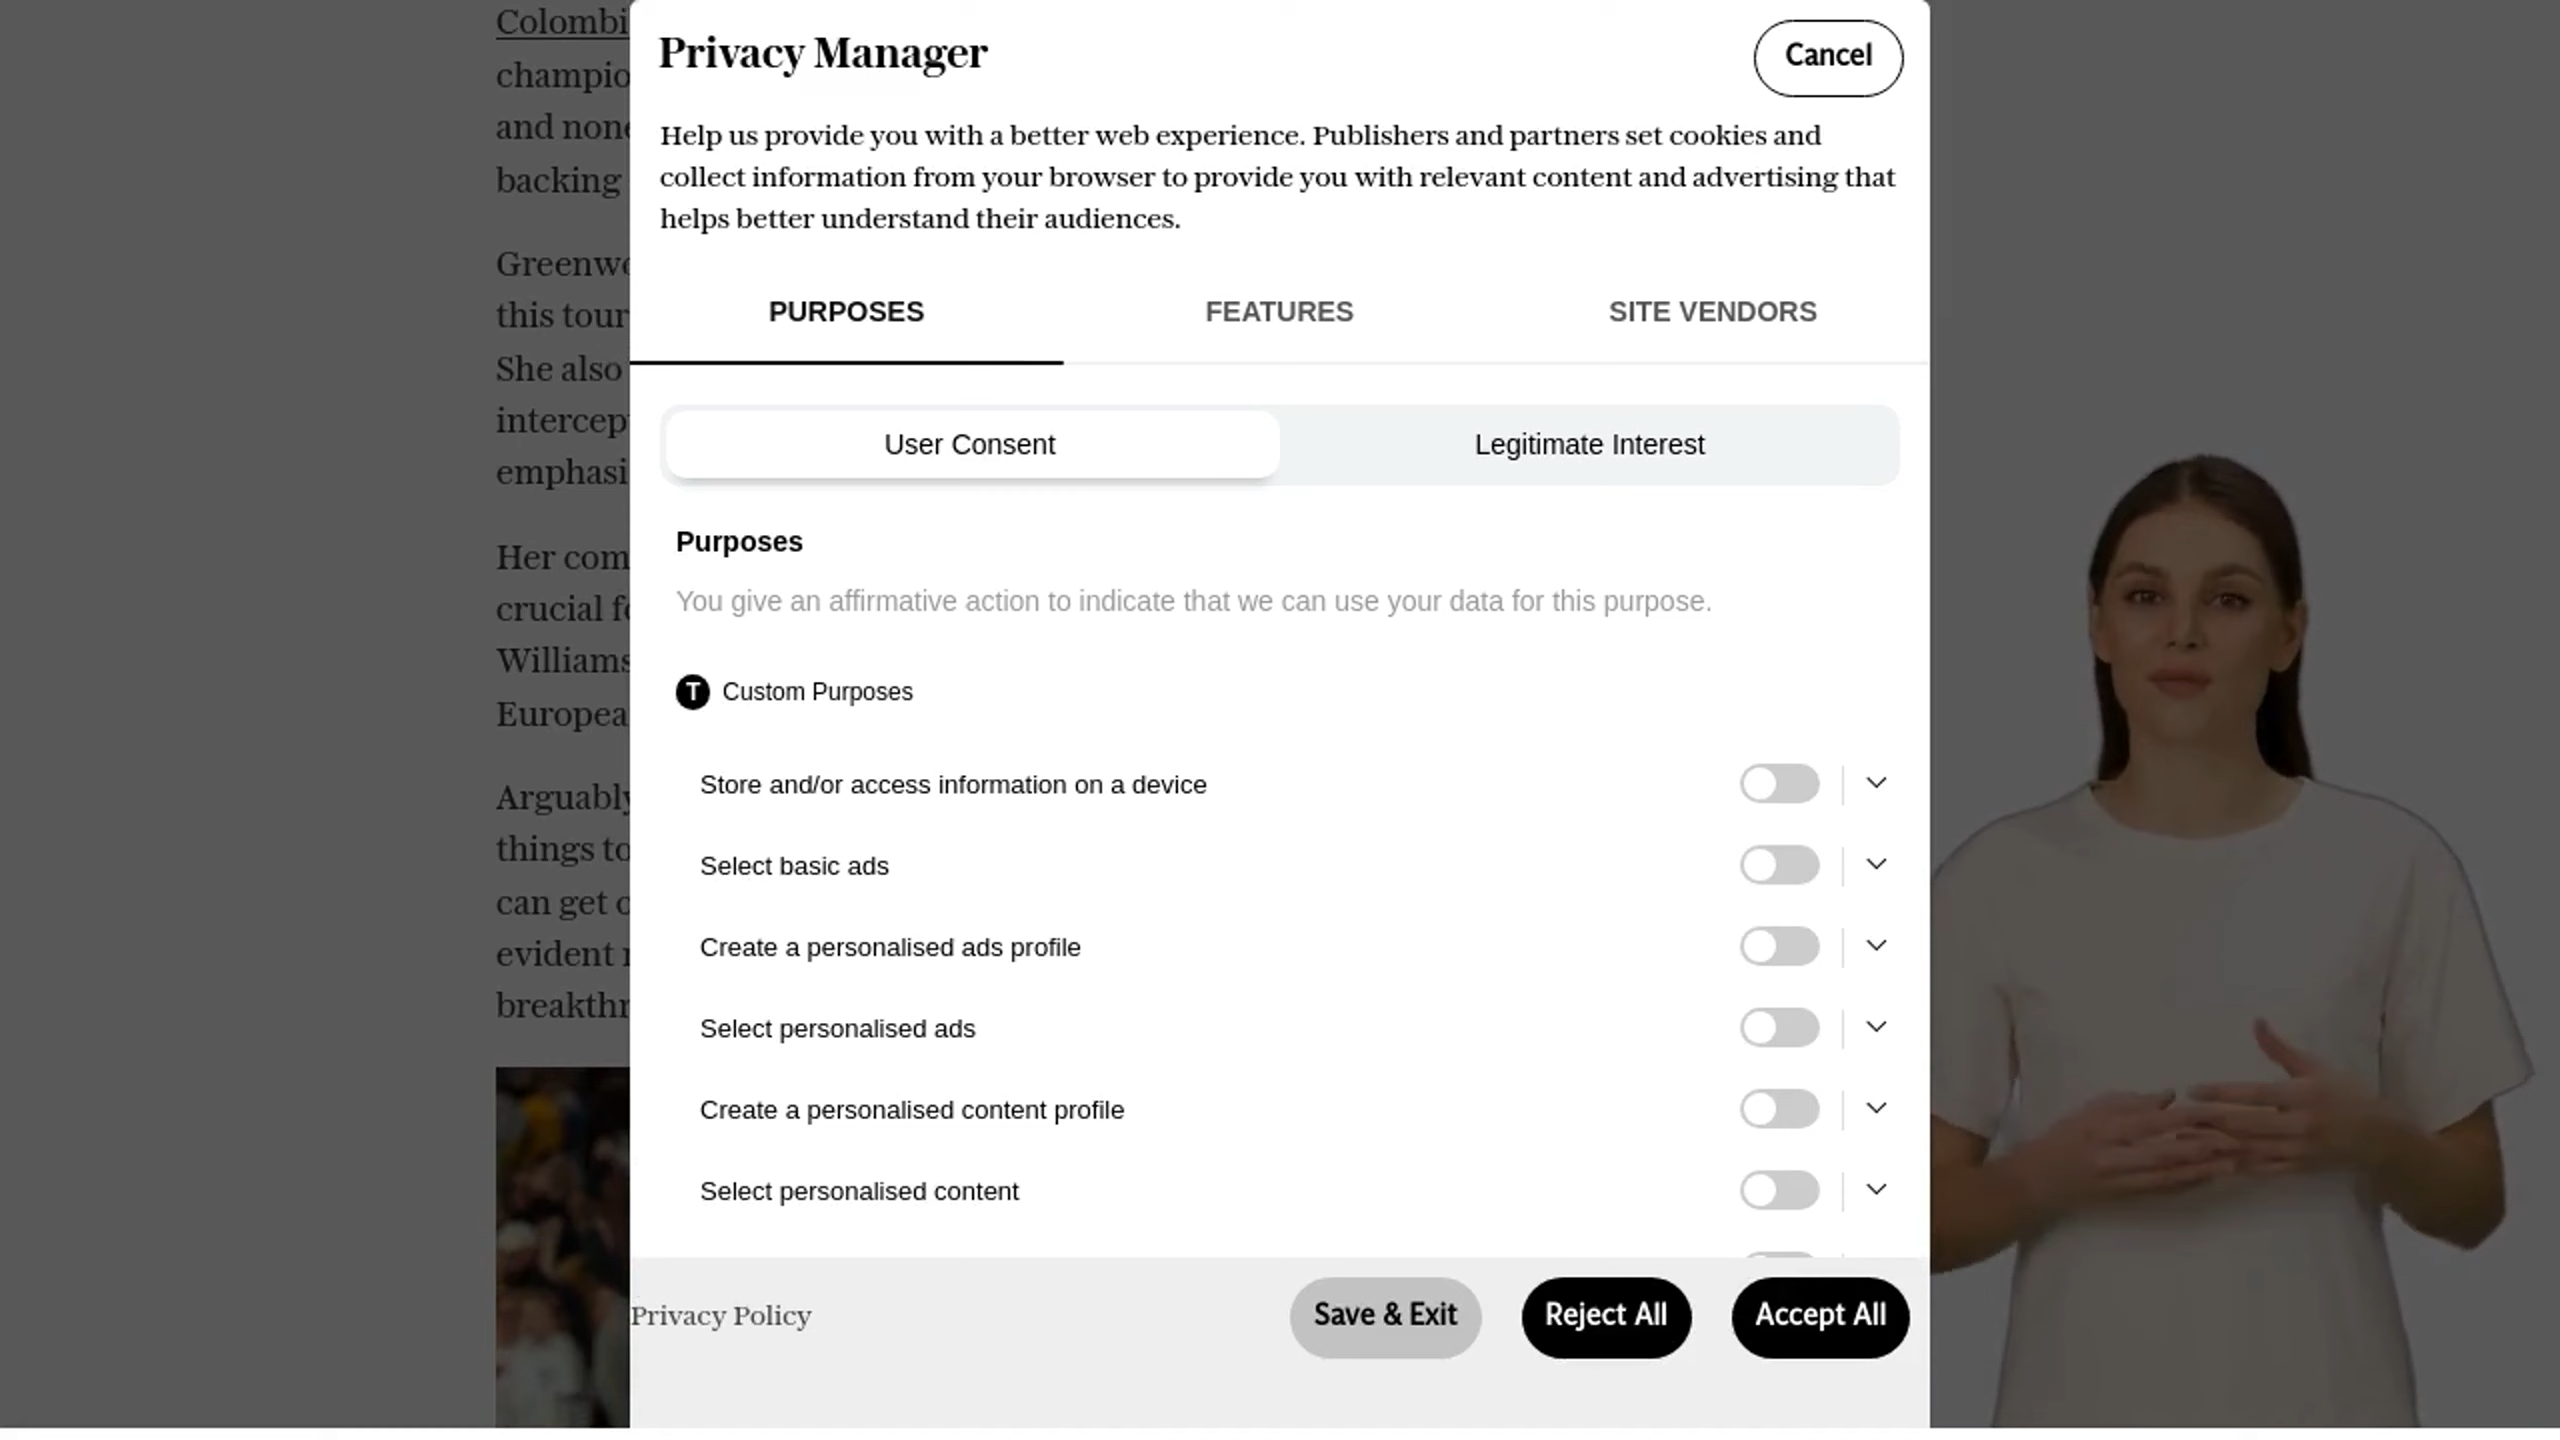 Colombi
Privacy Manager
Cancel
champio
and none
backing
Help us provide you with a better web experience. Publishers and partners set cookies and
collect information from your browser to provide you with relevant content and advertising that
helps better understand their audiences.
Greenwo
this tour
She also
intercep
emphasi
PURPOSES
FEATURES
SITE VENDORS
User Consent
Legitimate Interest
Her com
crucial fo
Williams
Europea
Purposes
You give an affirmative action to indicate that we can use your data for this purpose.
T Custom Purposes
Arguably
things to
can get o
evident
breakthr
Store and/or access information on a device
Select basic ads
Create a personalised ads profile
Select personalised ads
Create a personalised content profile
Select personalised content
Privacy Policy
Save & Exit
Reject All
Accept All